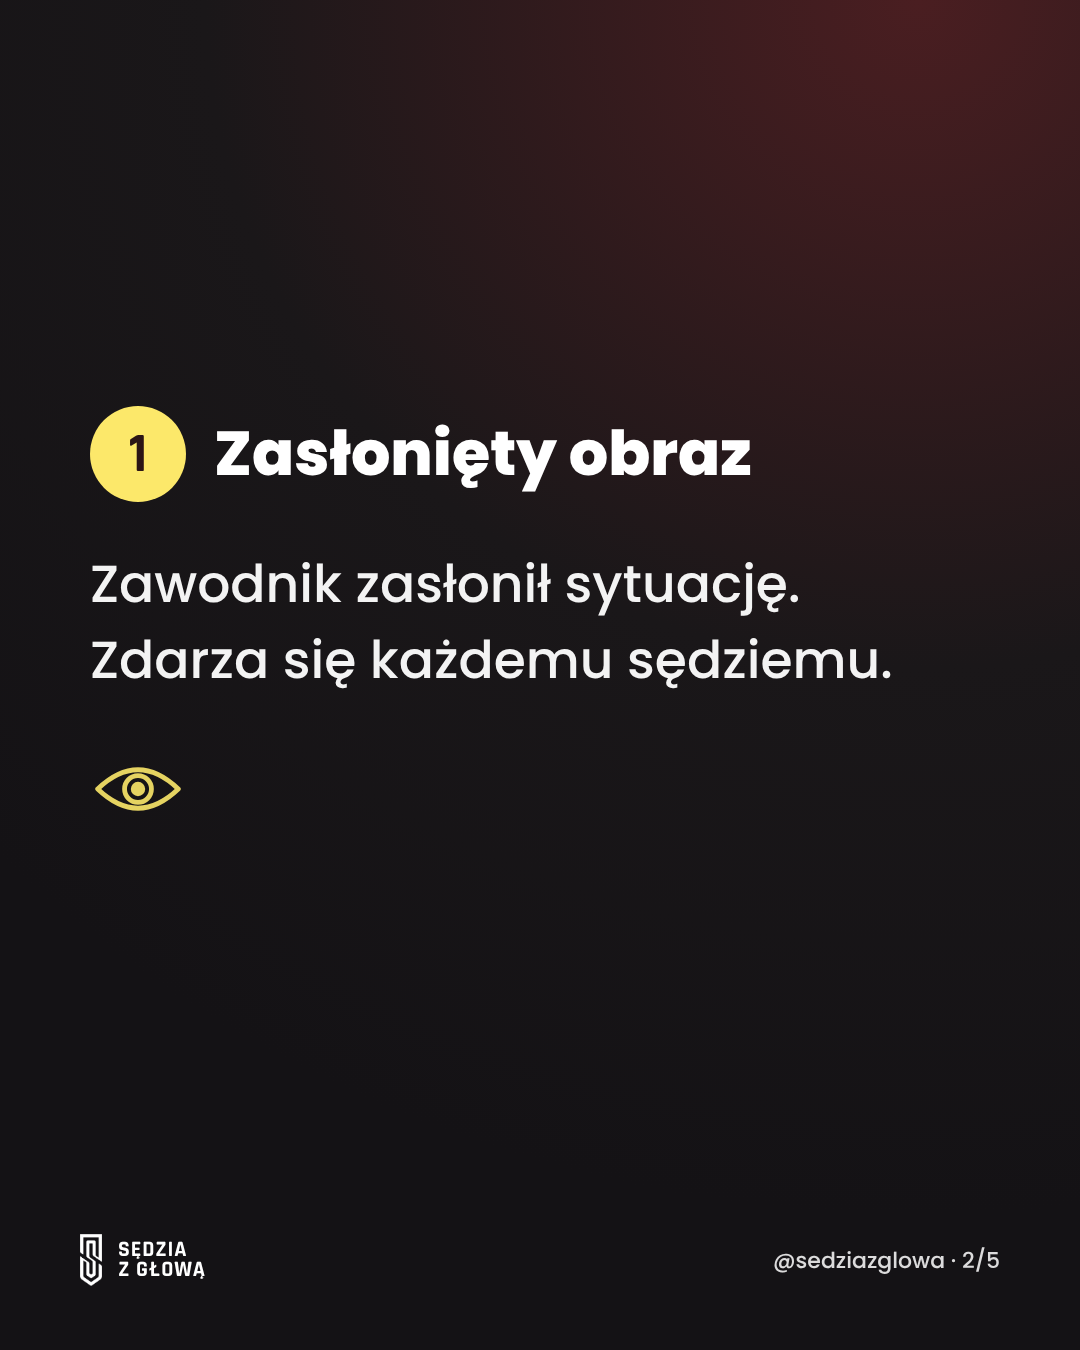 1 Zasłonięty obraz
Zawodnik zasłonił sytuację.
Zdarza się każdemu sędziemu.
SĘDZIA
Z GŁOWĄ
@sedziazglowa · 2/5